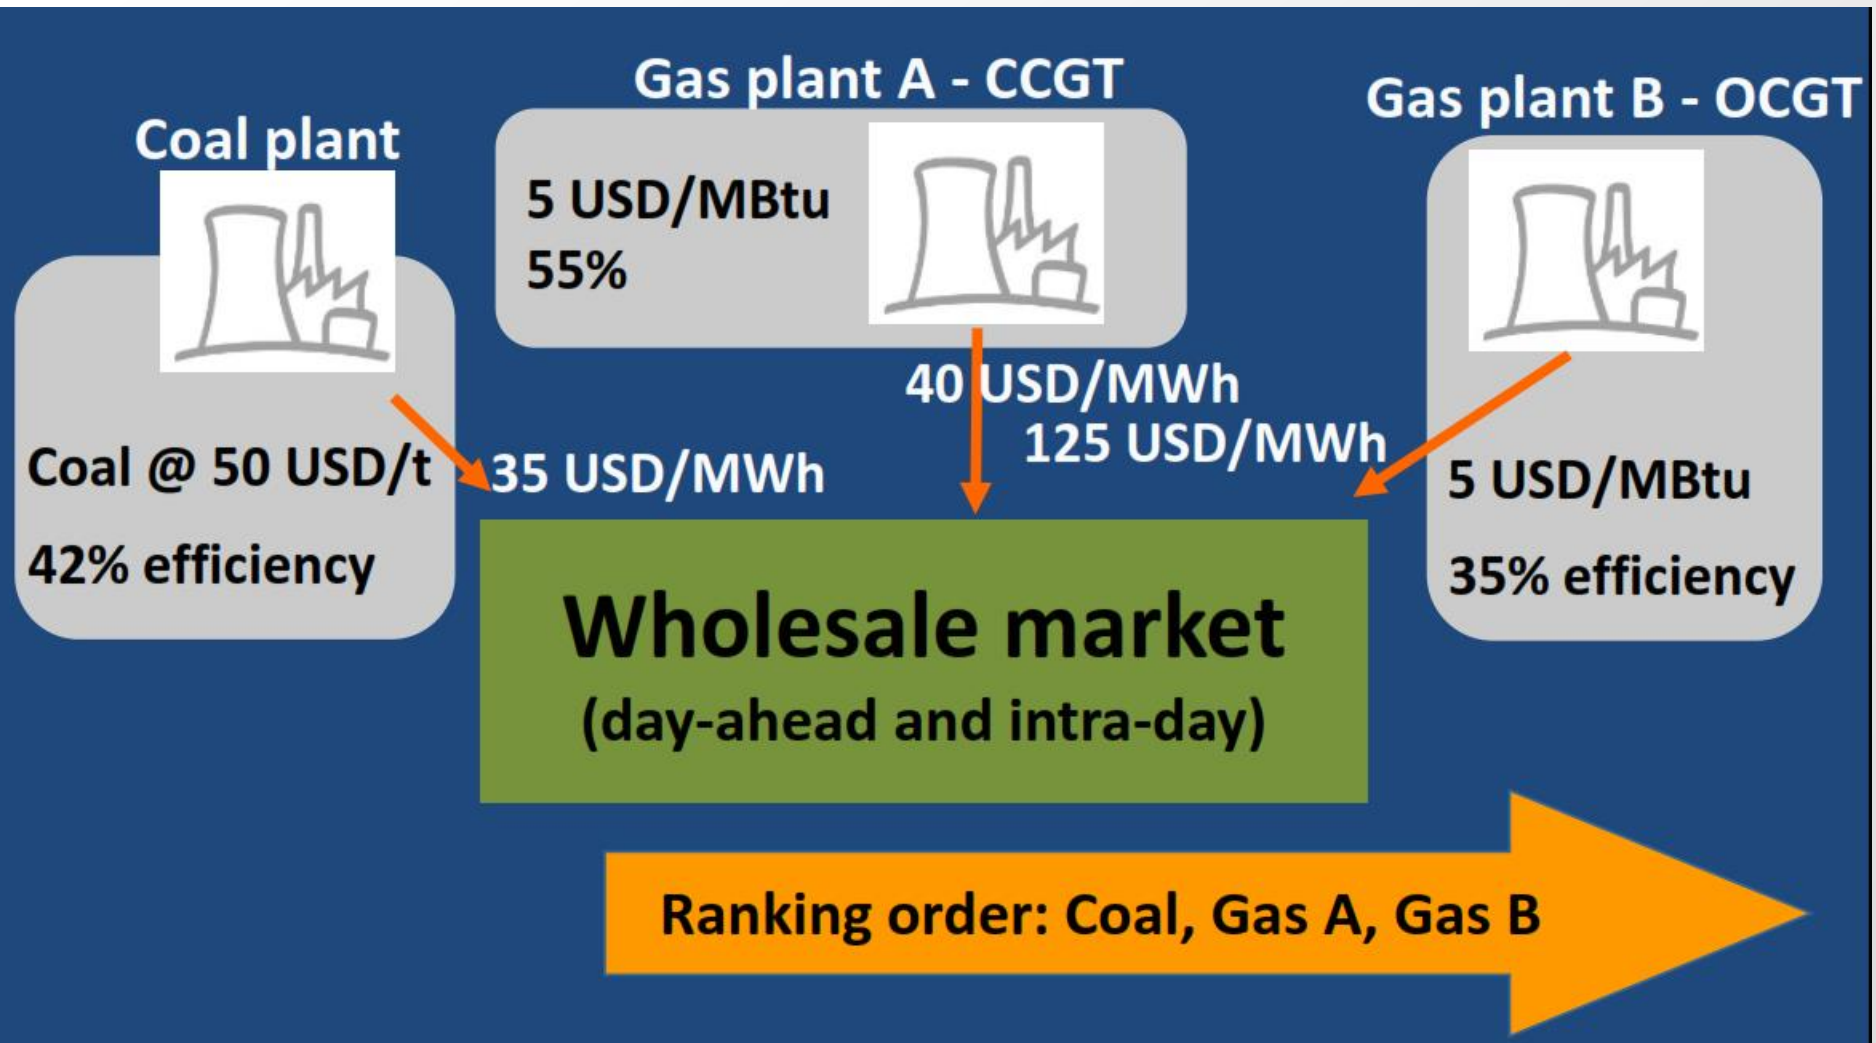 Coal plant
Coal @ 50 USD/t
42% efficiency
35 USD/MWh
Gas plant A - CCGT
5 USD/MBtu
55%
40 USD/MWh
125 USD/MWh
Gas plant B - OCGT
5 USD/MBtu
35% efficiency
Wholesale market
(day-ahead and intra-day)
Ranking order: Coal, Gas A, Gas B